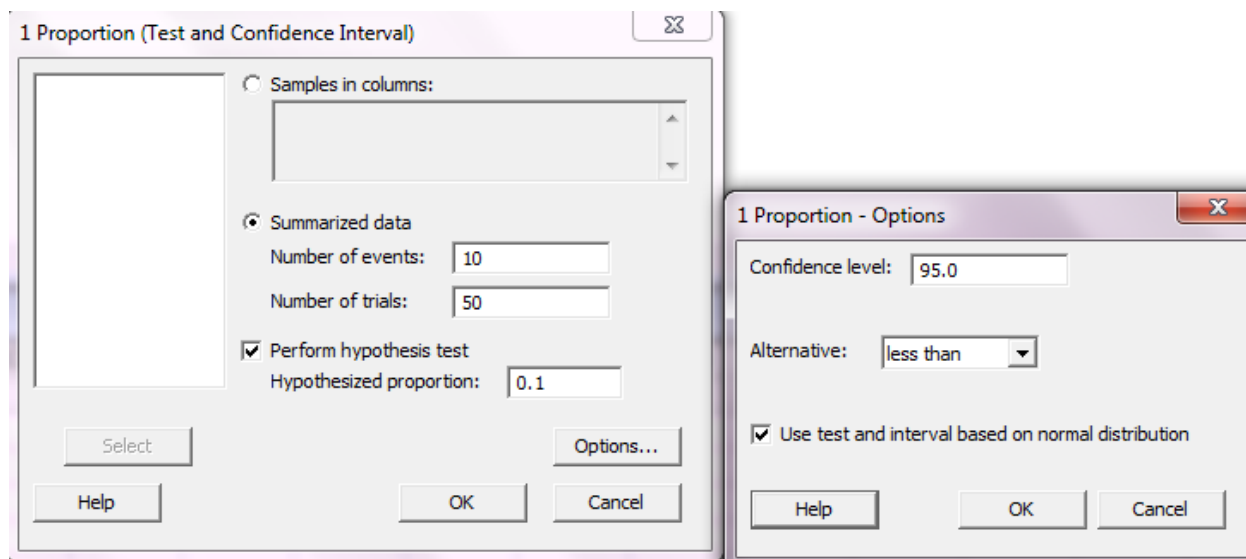 1 Proportion (Test and Confidence Interval)
Samples in columns:
Summarized data
Number of events: 10
Number of trials: 50
Perform hypothesis test
Hypothesized proportion: 0.1
Select
Options...
Help
OK
Cancel
1 Proportion - Options
Confidence level: 95.0
Alternative: less than
Use test and interval based on normal distribution
Help
OK
Cancel